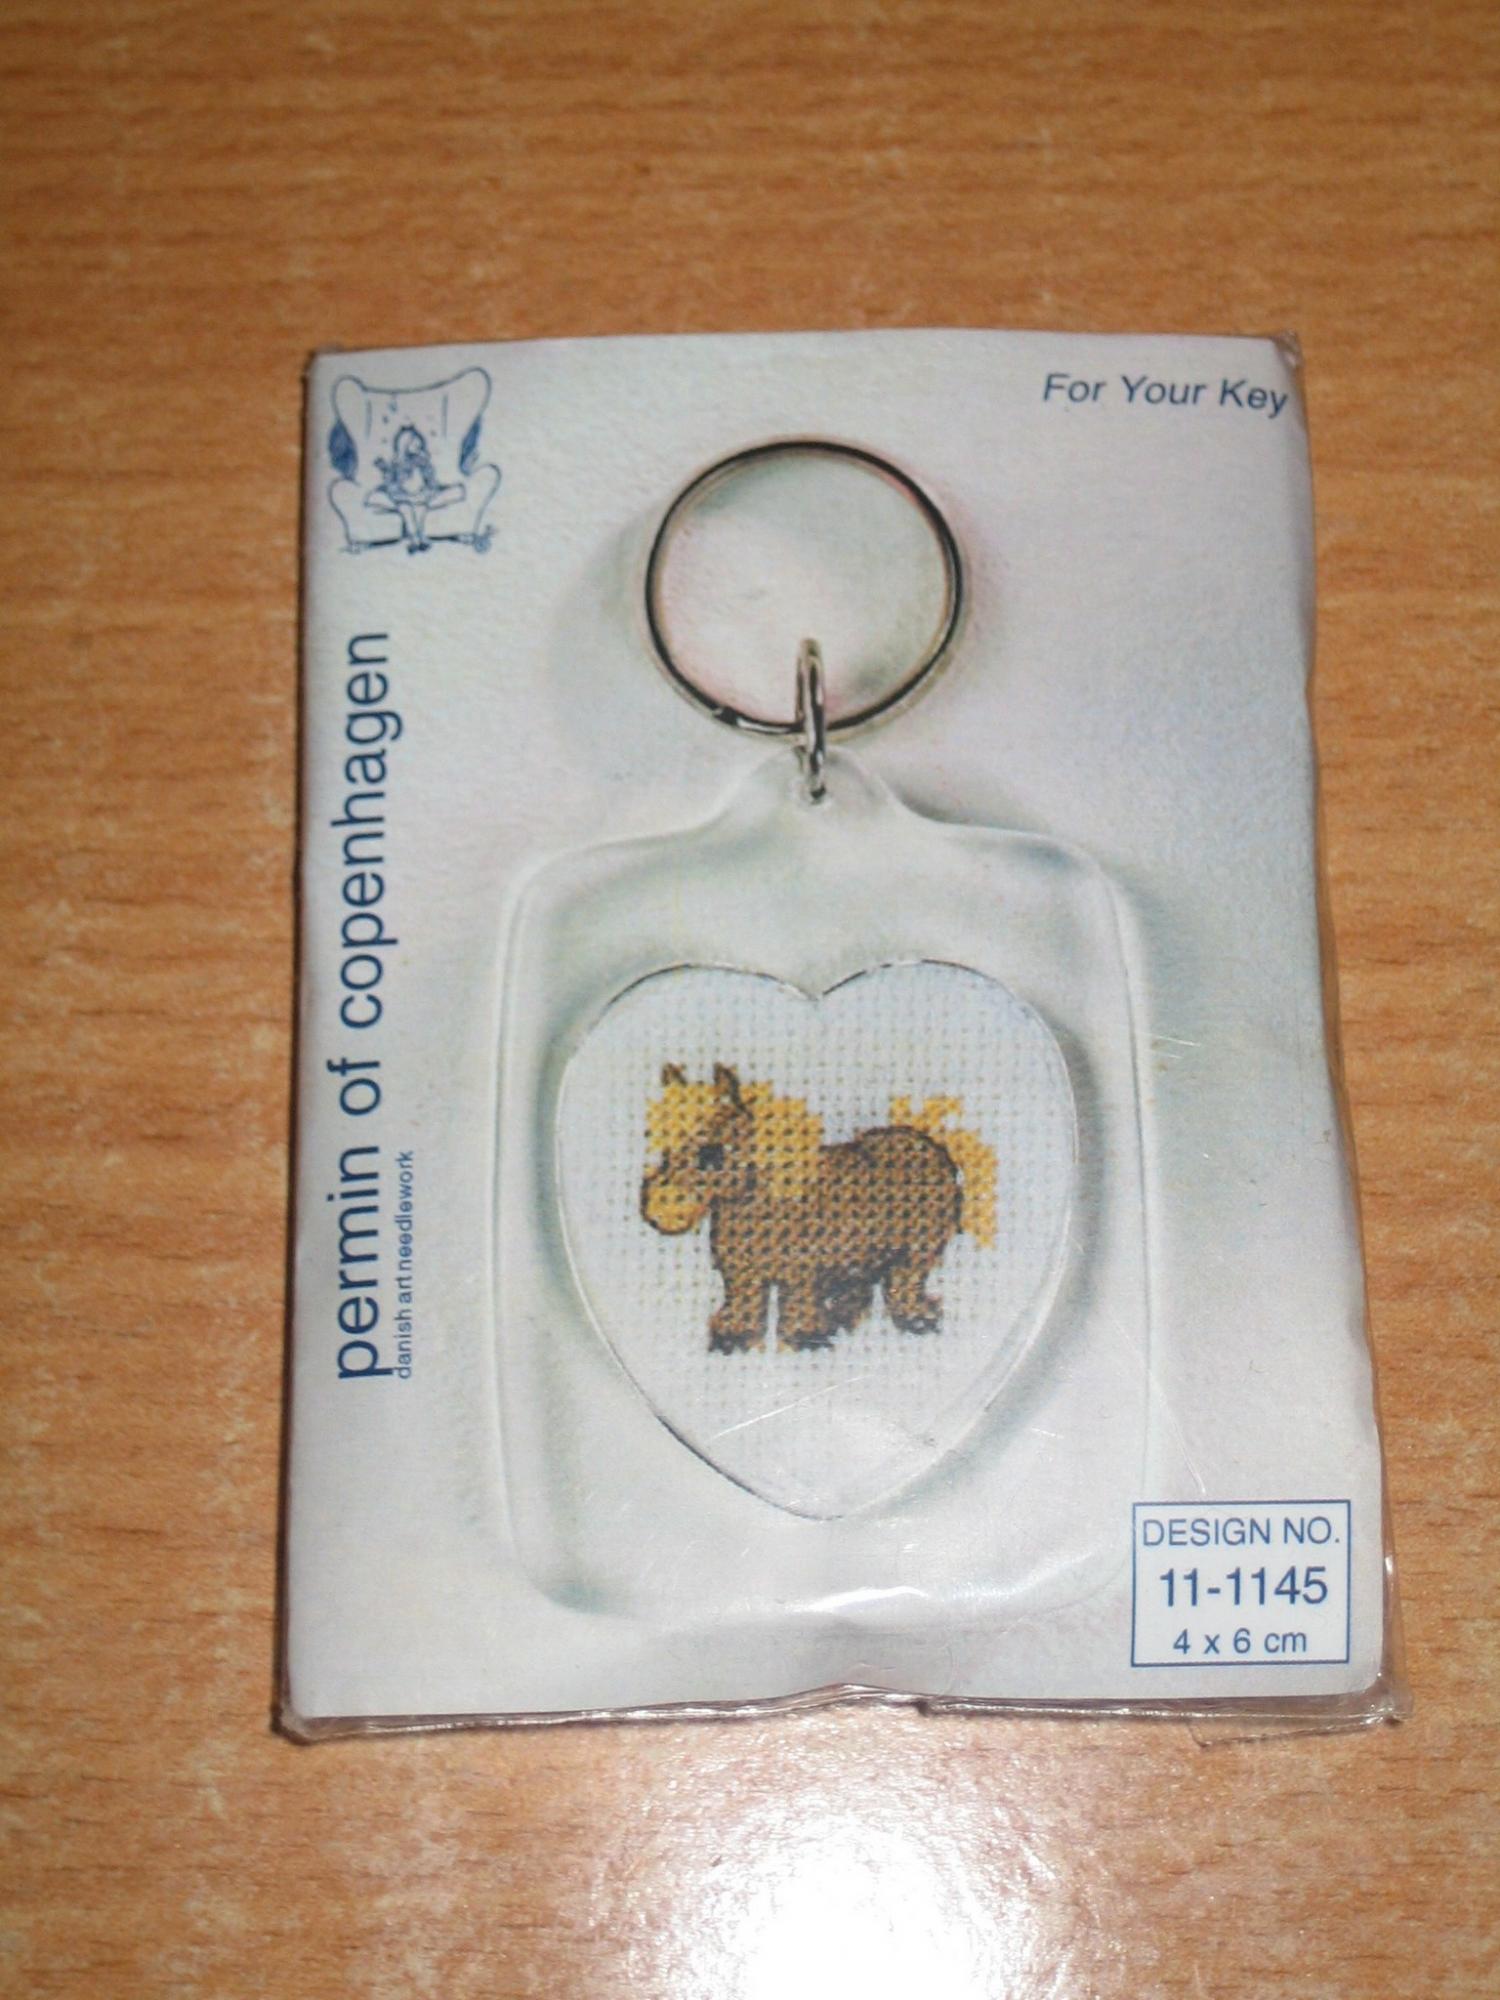 For Your Key
permin of copenhagen
danish art needlework
DESIGN NO.
11-1145
4 x 6 cm